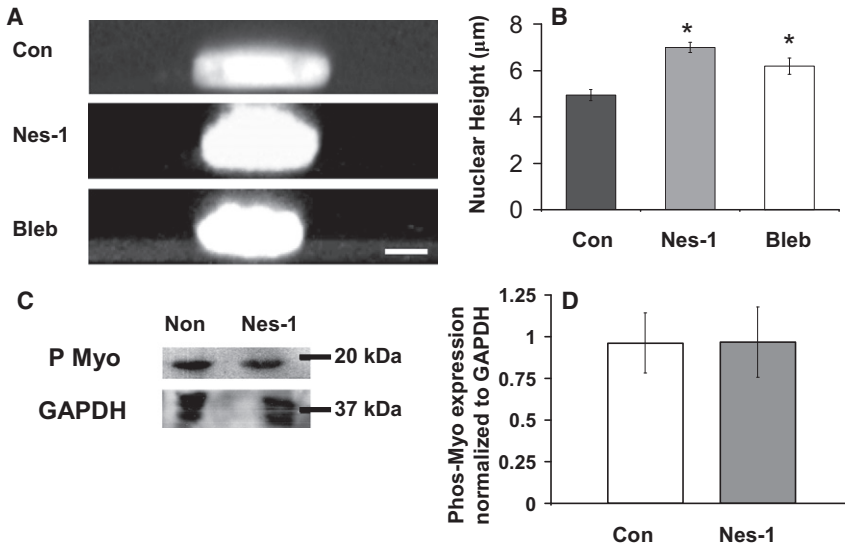 A
Con
Nes-1
Bleb
B
Nuclear Height (μm)
8
6
4
2
0
*
*
Con Nes-1 Bleb
C
Non Nes-1
P Myo
20 kDa
GAPDH
37 kDa
D
Phos-Myo expression
normalized to GAPDH
1.25
1
0.75
0.5
0.25
0
Con Nes-1